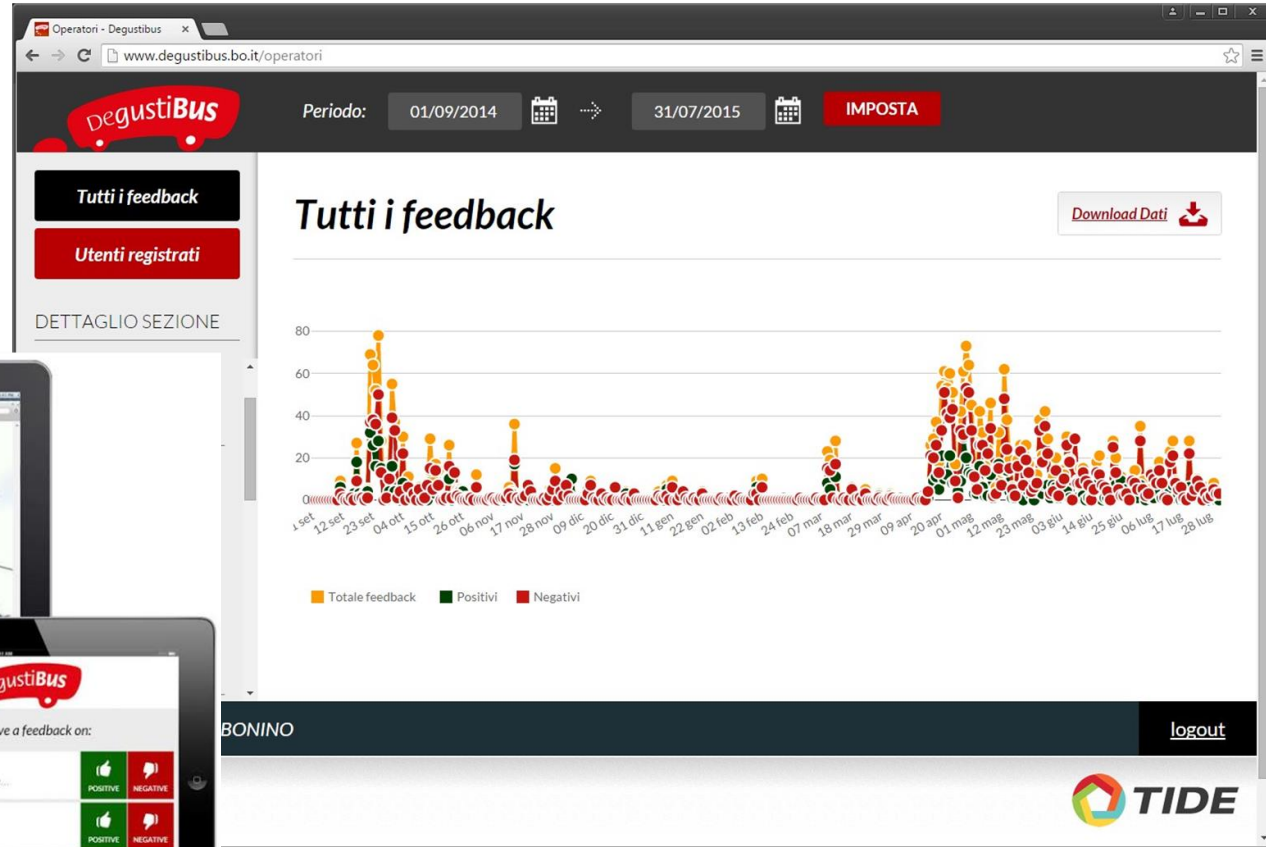 Operatori - Degustibus
www.degustibus.bo.it/operatori
DegustiBus
Periodo:
01/09/2014
31/07/2015
IMPOSTA
Tutti i feedback
Utenti registrati
DETTAGLIO SEZIONE
Tutti i feedback
Download Dati
80
60
40
20
0
1 set 12 set 23 set 04 ott 15 ott 26 ott 06 nov 17 nov 28 nov 09 dic 20 dic 31 dic 11 gen 22 gen 02 feb 13 feb 24 feb 07 mar 18 mar 29 mar 09 apr 20 apr 01 mag 12 mag 23 mag 03 giu 14 giu 25 giu 06 lug 17 lug 28 lug
Totale feedback Positivi Negativi
gustiBus
ve a feedback on:
POSITIVE NEGATIVE
POSITIVE NEGATIVE
BONINO
logout
TIDE